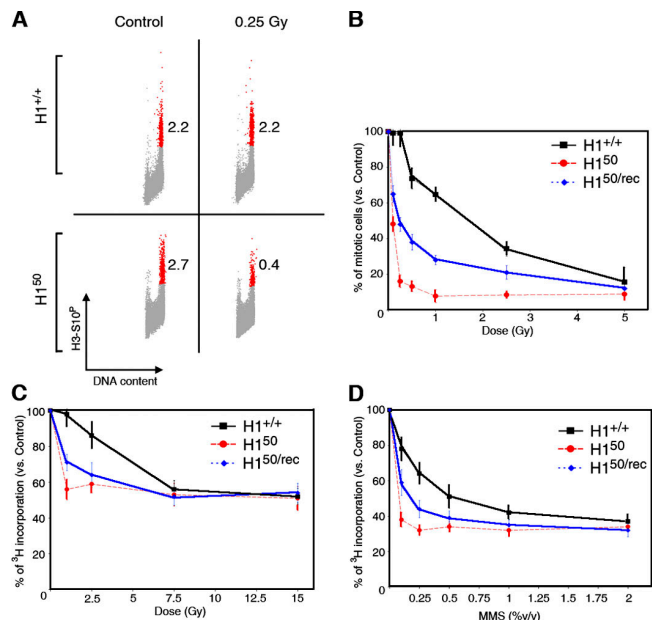 A
Control
0.25 Gy
H1+/+
2.2
2.2
H150
2.7
0.4
H3-S10P
DNA content
B
% of mitotic cells (vs. Control)
100
80
60
40
20
0
1
2
3
4
5
Dose (Gy)
H1+/+
H150
H150/rec
C
% of 3H incorporation (vs. Control)
100
80
60
40
20
0
2.5
5
7.5
10
12.5
15
Dose (Gy)
H1+/+
H150
H150/rec
D
% of 3H incorporation (vs. Control)
100
80
60
40
20
0
0.25
0.5
0.75
1
1.25
1.5
1.75
2
MMS (%v/v)
H1+/+
H150
H150/rec